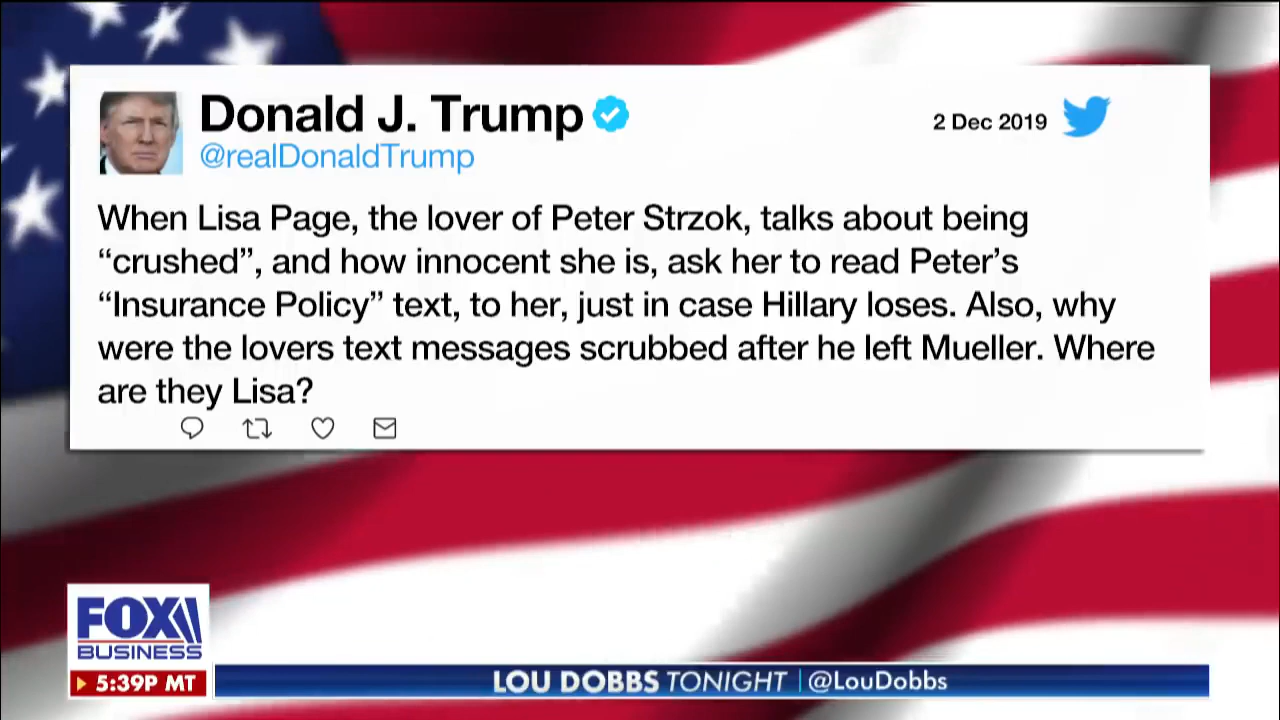 Donald J. Trump
2 Dec 2019
@realDonaldTrump
When Lisa Page, the lover of Peter Strzok, talks about being
“crushed”, and how innocent she is, ask her to read Peter’s
“Insurance Policy” text, to her, just in case Hillary loses. Also, why
were the lovers text messages scrubbed after he left Mueller. Where
are they Lisa?
FOX
BUSINESS
5:39P MT
LOU DOBBS TONIGHT | @LouDobbs